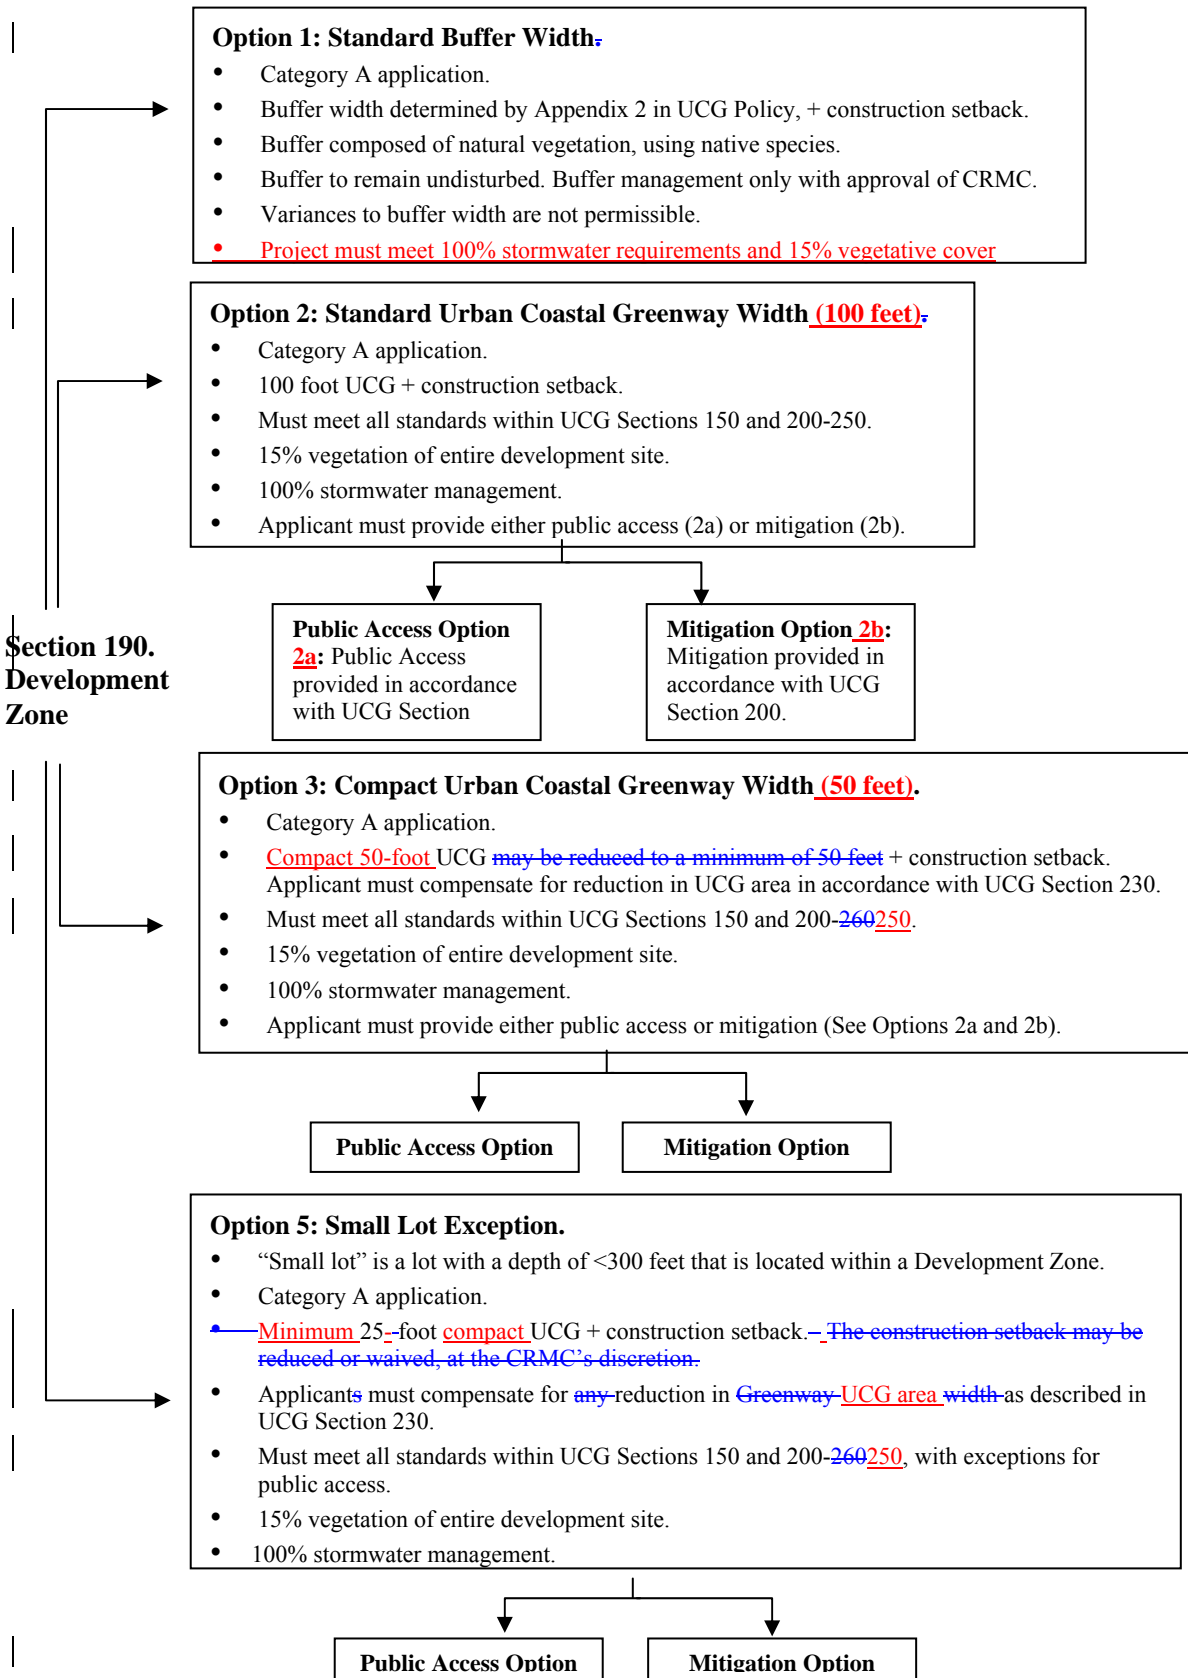 Option 1: Standard Buffer Width.
• Category A application.
• Buffer width determined by Appendix 2 in UCG Policy, + construction setback.
• Buffer composed of natural vegetation, using native species.
• Buffer to remain undisturbed. Buffer management only with approval of CRMC.
• Variances to buffer width are not permissible.
• Project must meet 100% stormwater requirements and 15% vegetative cover
Option 2: Standard Urban Coastal Greenway Width (100 feet).
• Category A application.
• 100 foot UCG + construction setback.
• Must meet all standards within UCG Sections 150 and 200-250.
• 15% vegetation of entire development site.
• 100% stormwater management.
• Applicant must provide either public access (2a) or mitigation (2b).
Public Access Option
2a: Public Access
provided in accordance
with UCG Section
Mitigation Option 2b:
Mitigation provided in
accordance with UCG
Section 200.
Section 190.
Development
Zone
Option 3: Compact Urban Coastal Greenway Width (50 feet).
• Category A application.
• Compact 50-foot UCG may be reduced to a minimum of 50 feet + construction setback.
Applicant must compensate for reduction in UCG area in accordance with UCG Section 230.
• Must meet all standards within UCG Sections 150 and 200-260250.
• 15% vegetation of entire development site.
• 100% stormwater management.
• Applicant must provide either public access or mitigation (See Options 2a and 2b).
Public Access Option
Mitigation Option
Option 5: Small Lot Exception.
• “Small lot” is a lot with a depth of <300 feet that is located within a Development Zone.
• Category A application.
• Minimum 25--foot compact UCG + construction setback. The construction setback may be
reduced or waived, at the CRMC’s discretion.
• Applicants must compensate for any reduction in Greenway UCG area width as described in
UCG Section 230.
• Must meet all standards within UCG Sections 150 and 200-260250, with exceptions for
public access.
• 15% vegetation of entire development site.
• 100% stormwater management.
Public Access Option
Mitigation Option